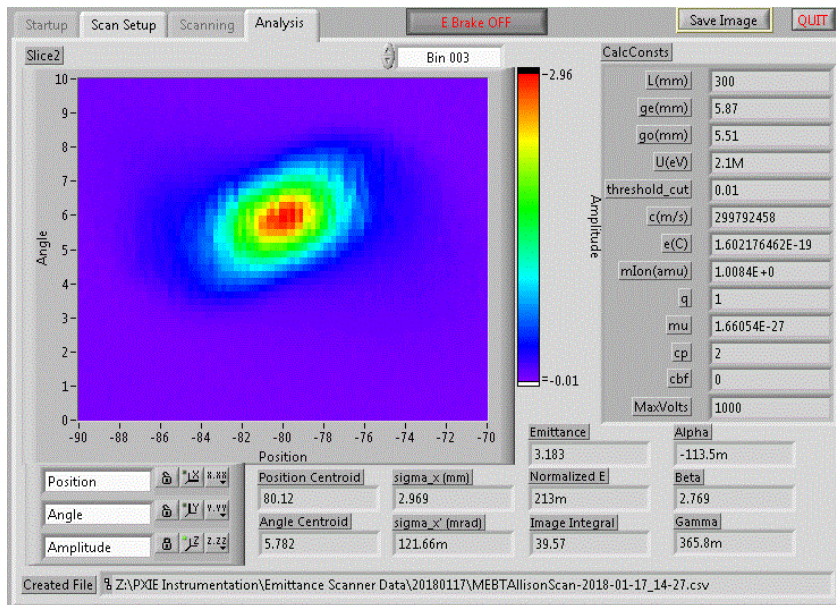 Startup Scan Setup Scanning Analysis E Brake OFF Save Image QUIT
Slice2 Bin 003
10
9
8
7
6
5
4
3
2
1
0
Angle
-90 -88 -86 -84 -82 -80 -78 -76 -74 -72 -70
Position
-2.96
=-0.01
Amplitude
CalcConsts
L(mm) 300
ge(mm) 5.87
go(mm) 5.51
U(eV) 2.1M
threshold_cut 0.01
c(m/s) 299792458
e(C) 1.602176462E-19
mIon(amu) 1.0084E+0
q 1
mu 1.66054E-27
cp 2
cbf 0
MaxVolts 1000
Position
Angle
Amplitude
X X.XX
Y Y.YY
Z Z.ZZ
Position Centroid
80.12
Angle Centroid
5.782
sigma_x (mm)
2.969
sigma_x' (mrad)
121.66m
Emittance
3.183
Normalized E
213m
Image Integral
39.57
Alpha
-113.5m
Beta
2.769
Gamma
365.8m
Created File Z:\PXIE Instrumentation\Emittance Scanner Data\20180117\MEBTAllisonScan-2018-01-17_14-27.csv